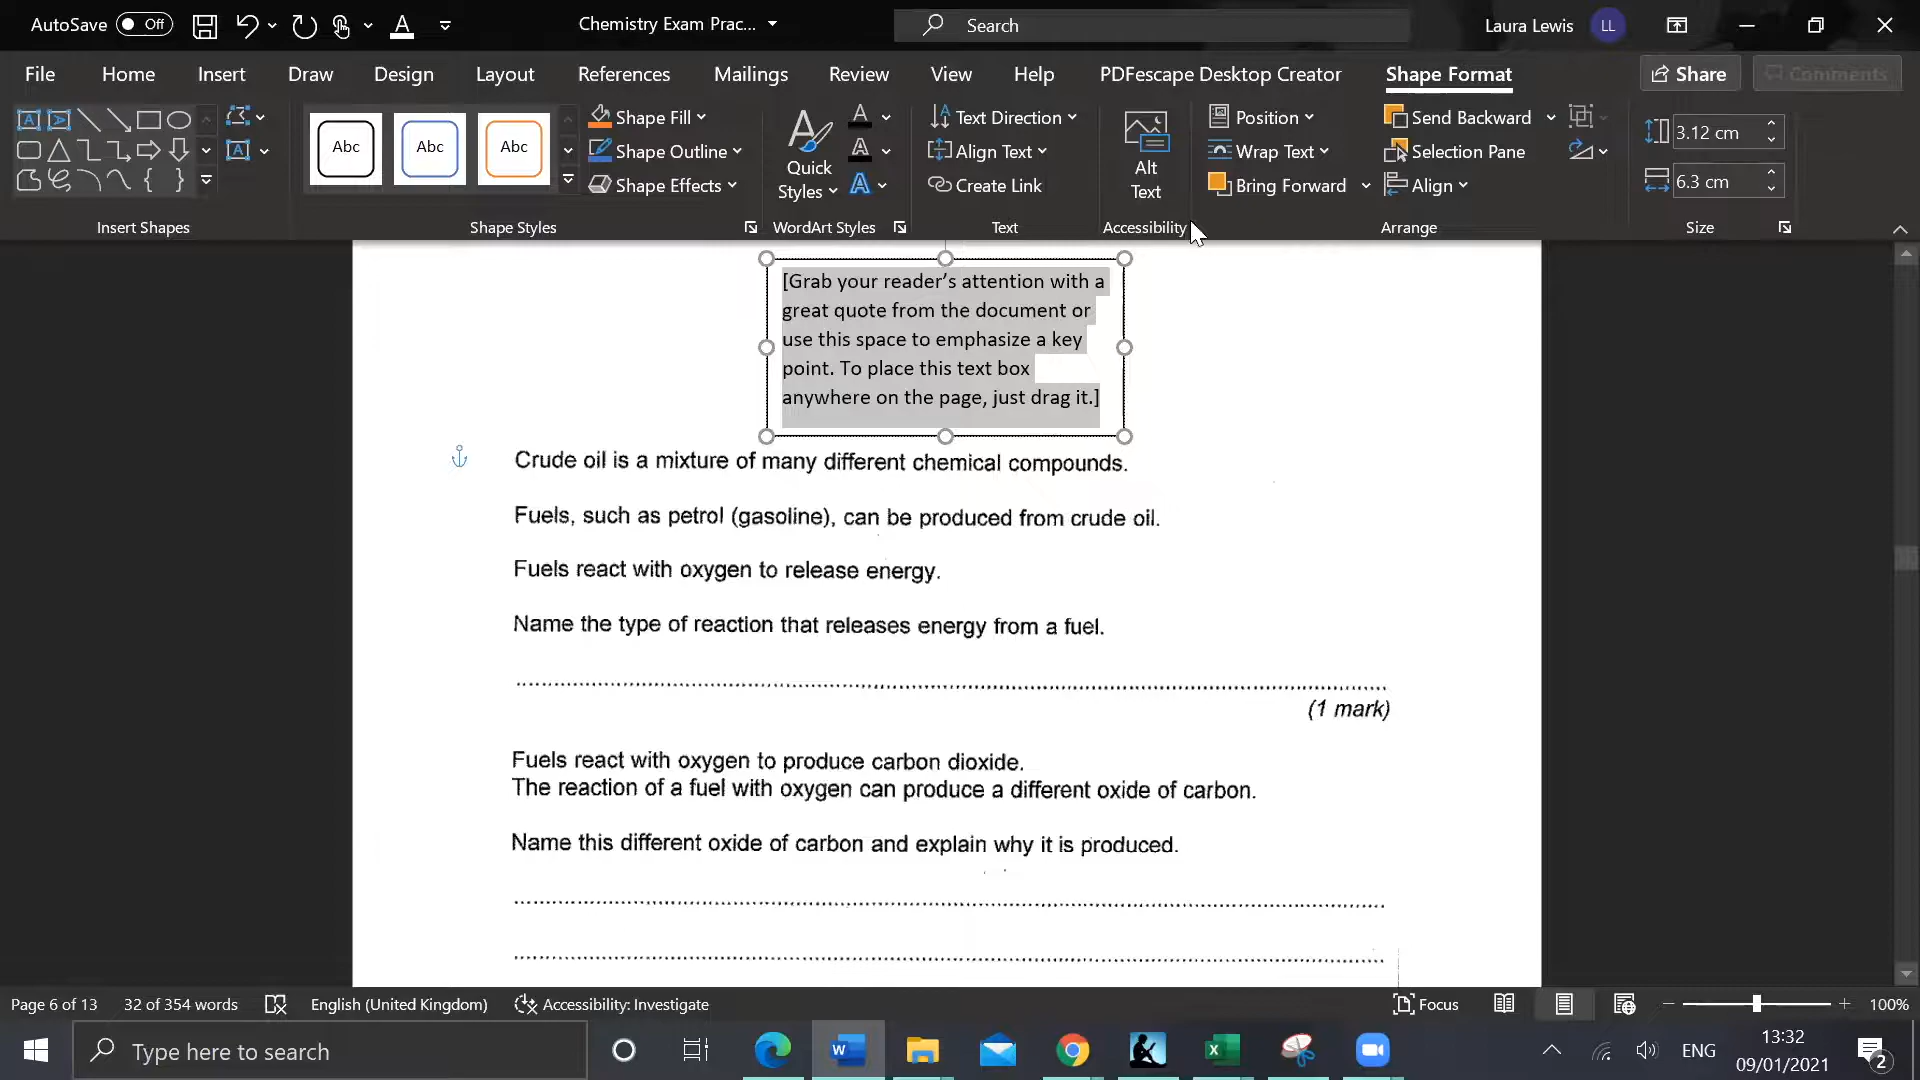 AutoSave Off Chemistry Exam Prac... Search Laura Lewis LL
File Home Insert Draw Design Layout References Mailings Review View Help PDFescape Desktop Creator Shape Format Share Comments
Abc Abc Abc
Shape Fill
Shape Outline
Shape Effects
Quick
Styles
Text Direction
Align Text
Create Link
Alt
Text
Position
Wrap Text
Bring Forward
Send Backward
Selection Pane
Align
3.12 cm
6.3 cm
Insert Shapes Shape Styles WordArt Styles Text Accessibility Arrange Size
[Grab your reader’s attention with a
great quote from the document or
use this space to emphasize a key
point. To place this text box
anywhere on the page, just drag it.]
Crude oil is a mixture of many different chemical compounds.
Fuels, such as petrol (gasoline), can be produced from crude oil.
Fuels react with oxygen to release energy.
Name the type of reaction that releases energy from a fuel.
(1 mark)
Fuels react with oxygen to produce carbon dioxide.
The reaction of a fuel with oxygen can produce a different oxide of carbon.
Name this different oxide of carbon and explain why it is produced.
Page 6 of 13 32 of 354 words English (United Kingdom) Accessibility: Investigate Focus 100%
Type here to search ENG 13:32
09/01/2021 2